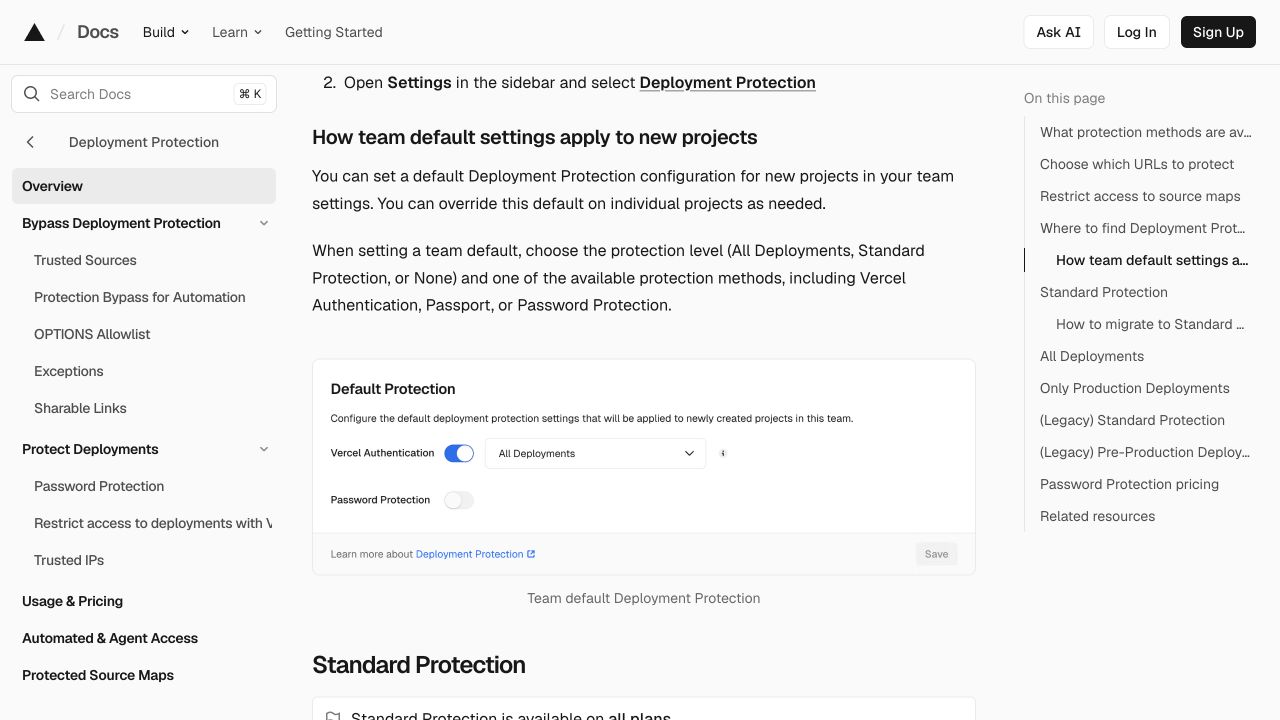 Docs
Build
Learn
Getting Started
Ask AI
Log In
Sign Up
Search Docs
⌘ K
Deployment Protection
Overview
Bypass Deployment Protection
Trusted Sources
Protection Bypass for Automation
OPTIONS Allowlist
Exceptions
Sharable Links
Protect Deployments
Password Protection
Restrict access to deployments with V
Trusted IPs
Usage & Pricing
Automated & Agent Access
Protected Source Maps
2. Open Settings in the sidebar and select Deployment Protection
How team default settings apply to new projects
You can set a default Deployment Protection configuration for new projects in your team
settings. You can override this default on individual projects as needed.
When setting a team default, choose the protection level (All Deployments, Standard
Protection, or None) and one of the available protection methods, including Vercel
Authentication, Passport, or Password Protection.
Default Protection
Configure the default deployment protection settings that will be applied to newly created projects in this team.
Vercel Authentication
All Deployments
Password Protection
Learn more about Deployment Protection
Save
Team default Deployment Protection
Standard Protection
Standard Protection is available on all plans
On this page
What protection methods are av…
Choose which URLs to protect
Restrict access to source maps
Where to find Deployment Prot…
How team default settings a…
Standard Protection
How to migrate to Standard …
All Deployments
Only Production Deployments
(Legacy) Standard Protection
(Legacy) Pre-Production Deploy…
Password Protection pricing
Related resources